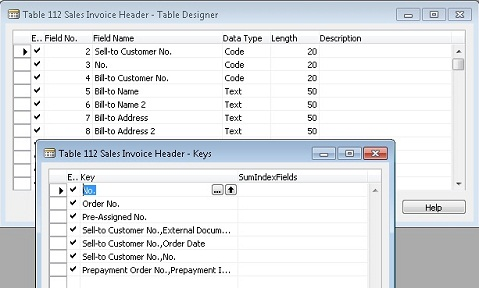 Table 112 Sales Invoice Header - Table Designer
E.. Field No. Field Name Data Type Length Description
2 Sell-to Customer No. Code 20
3 No. Code 20
4 Bill-to Customer No. Code 20
5 Bill-to Name Text 50
6 Bill-to Name 2 Text 50
7 Bill-to Address Text 50
8 Bill-to Address 2 Text 50
Table 112 Sales Invoice Header - Keys
E.. Key SumIndexFields
No. ...
Order No.
Pre-Assigned No.
Sell-to Customer No.,External Docum...
Sell-to Customer No.,Order Date
Sell-to Customer No.,No.
Prepayment Order No.,Prepayment I...
Help